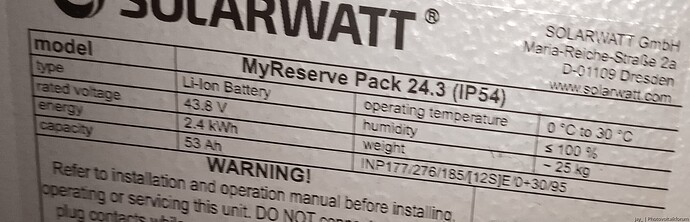 SOLARWATT®
SOLARWATT GmbH
Maria-Reiche-Straße 2a
D-01109 Dresden
www.solarwatt.com
model MyReserve Pack 24.3 (IP54)
type Li-Ion Battery operating temperature 0 °C to 30 °C
rated voltage 43.8 V humidity ≤ 100 %
energy 2.4 kWh weight ~ 25 kg
capacity 53 Ah INP177/276/185/[12S]E/0+30/95
WARNING!
Refer to installation and operation manual before installing,
operating or servicing this unit. DO NOT
plug contacts